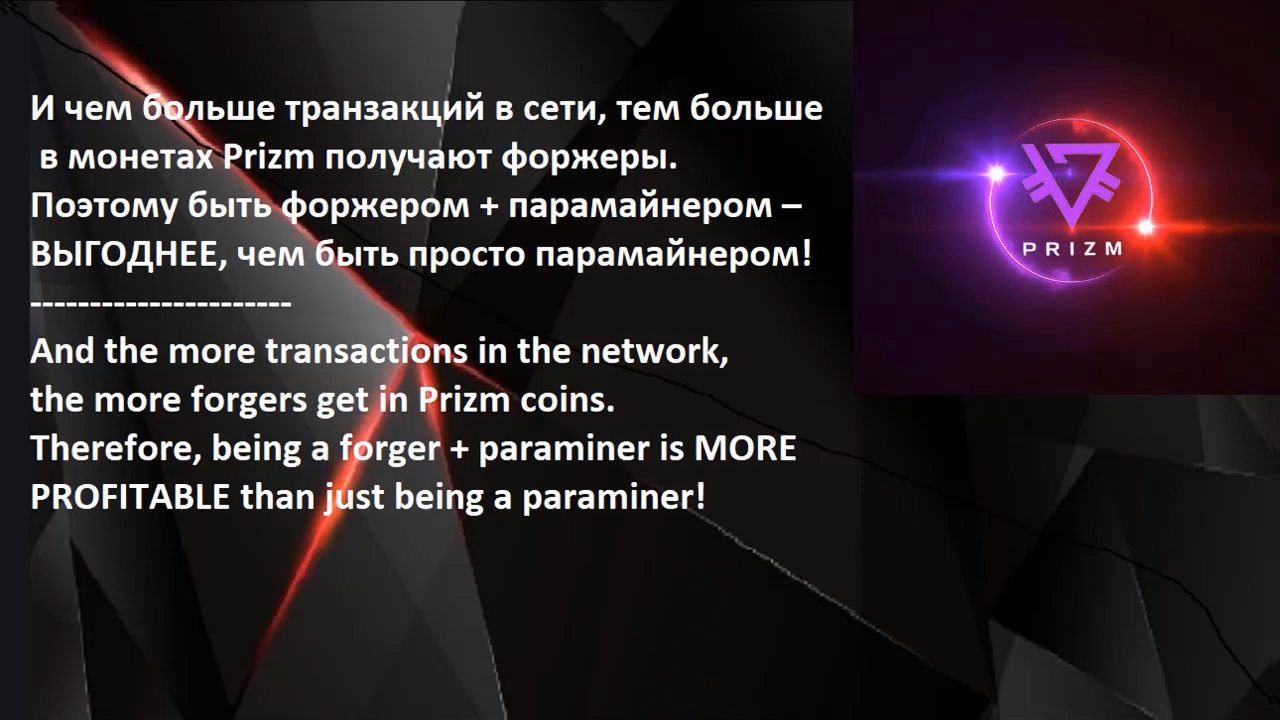 И чем больше транзакций в сети, тем больше
в монетах Prizm получают форжеры.
Поэтому быть форжером + парамайнером –
ВЫГОДНЕЕ, чем быть просто парамайнером!
----------------------
And the more transactions in the network,
the more forgers get in Prizm coins.
Therefore, being a forger + paraminer is MORE
PROFITABLE than just being a paraminer!
PRIZM